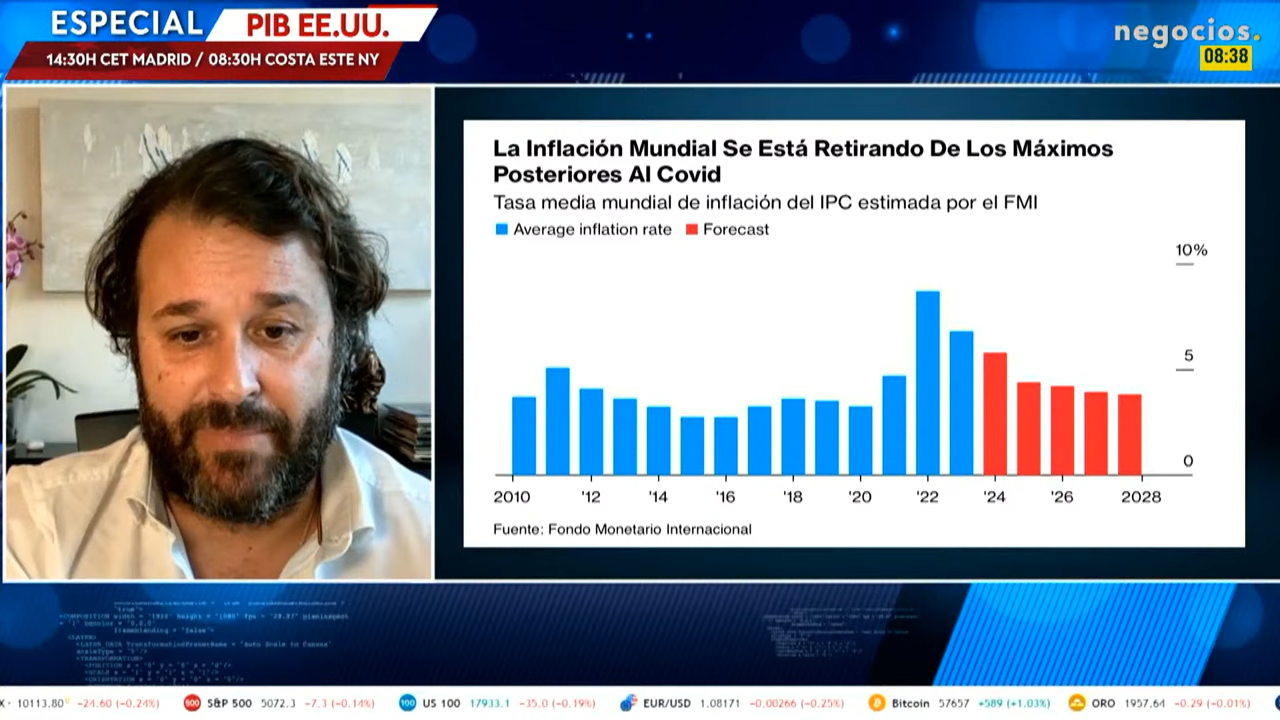 ESPECIAL PIB EE.UU.
14:30H CET MADRID / 08:30H COSTA ESTE NY
negocios.
08:38
La Inflación Mundial Se Está Retirando De Los Máximos
Posteriores Al Covid
Tasa media mundial de inflación del IPC estimada por el FMI
Average inflation rate Forecast
10%
5
0
2010 '12 '14 '16 '18 '20 '22 '24 '26 2028
Fuente: Fondo Monetario Internacional
10113.80 -24.60 (-0.24%) 500 S&P 500 5072.3 -7.3 (-0.14%) 100 US 100 17933.1 -35.0 (-0.19%) EUR/USD 1.08171 -0.00266 (-0.25%) Bitcoin 57657 +589 (+1.03%) ORO 1957.64 -0.29 (-0.01%)